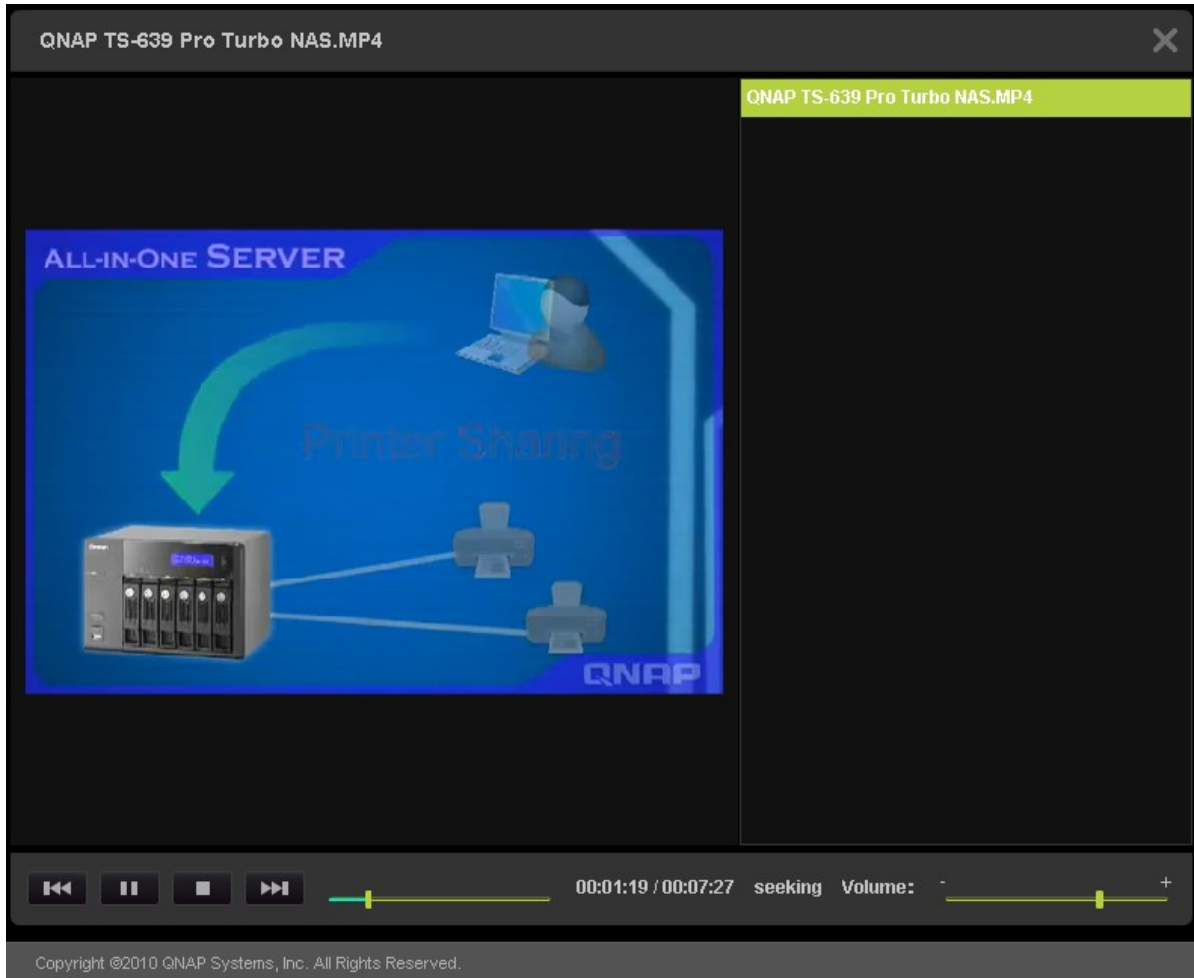 QNAP TS-639 Pro Turbo NAS.MP4
QNAP TS-639 Pro Turbo NAS.MP4
ALL-IN-ONE SERVER
Printer Sharing
QNAP
00:01:19 / 00:07:27 seeking Volume: - +
Copyright ©2010 QNAP Systems, Inc. All Rights Reserved.